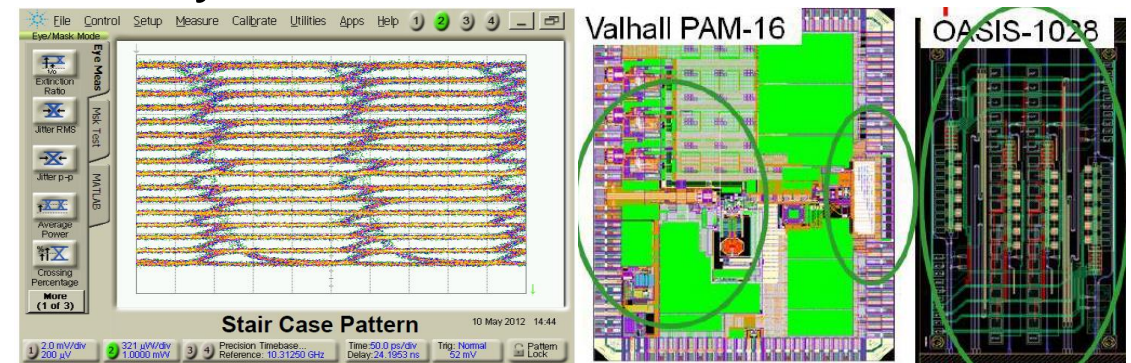 File Control Setup Measure Calibrate Utilities Apps Help 1 2 3 4
Eye/Mask Mode
Eye Meas
Msk Test
MATLAB
Extinction
Ratio
Jitter RMS
Jitter p-p
Average
Power
Crossing
Percentage
More
(1 of 3)
Stair Case Pattern
10 May 2012 14:44
1 2.0 mV/div
200 µV
2 321 µW/div
1.0000 mW
3 4 Precision Timebase...
Reference: 10.31250 GHz
Time:50.0 ps/div
Delay:24.1953 ns
Trig: Normal
52 mV
Pattern
Lock
Valhall PAM-16
OASIS-1028